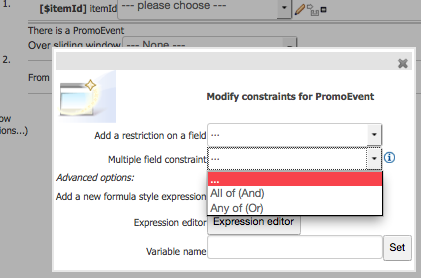 1. [$itemId] itemId --- please choose ---
There is a PromoEvent
Over sliding window --- None ---
2.
From
ow
ions...)
Modify constraints for PromoEvent
Add a restriction on a field ...
Multiple field constraint ...
...
Advanced options:
All of (And)
Add a new formula style expression
Any of (Or)
Expression editor Expression editor
Variable name Set